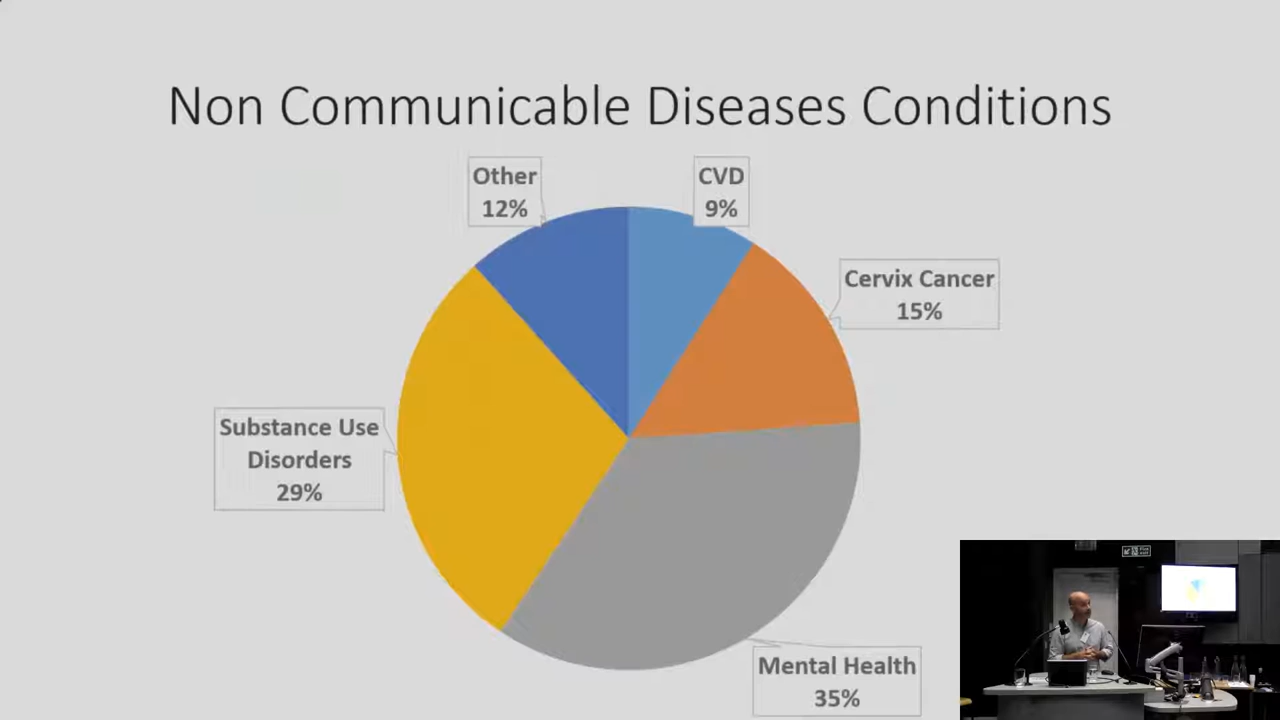 Non Communicable Diseases Conditions
Other
12%
CVD
9%
Cervix Cancer
15%
Substance Use
Disorders
29%
Mental Health
35%